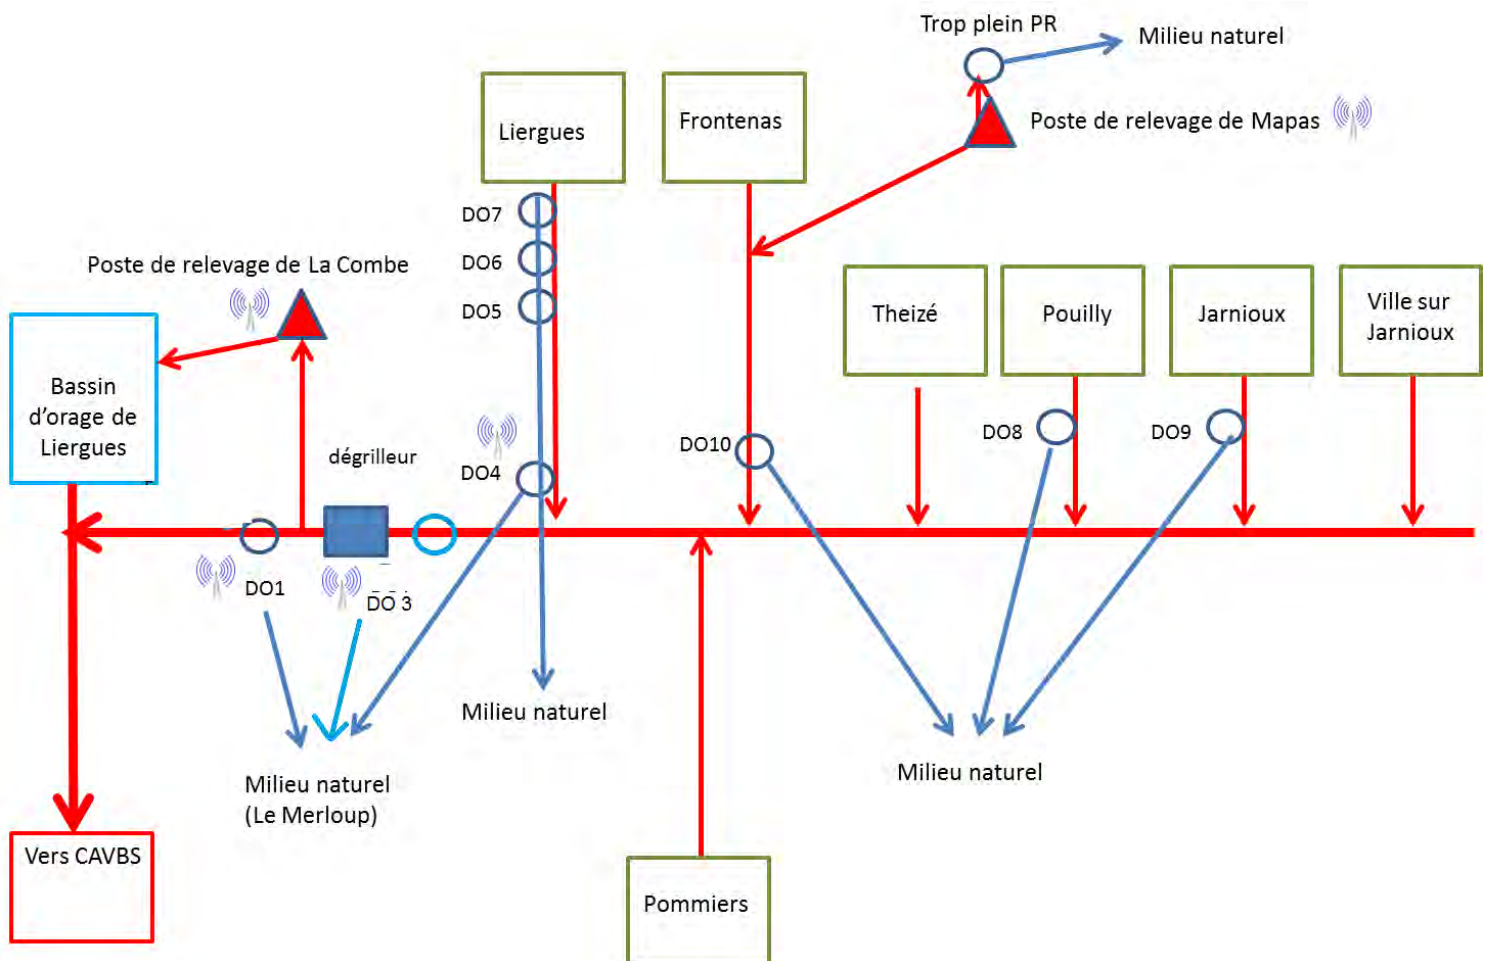 Trop plein PR
Milieu naturel
Liergues
Frontenas
Poste de relevage de Mapas
DO7
DO6
DO5
Poste de relevage de La Combe
Theizé
Pouilly
Jarnioux
Ville sur
Jarnioux
Bassin
d'orage de
Liergues
dégrilleur
DO4
DO10
DO8
DO9
DO1
DO 3
Milieu naturel
Milieu naturel
(Le Merloup)
Milieu naturel
Vers CAVBS
Pommiers